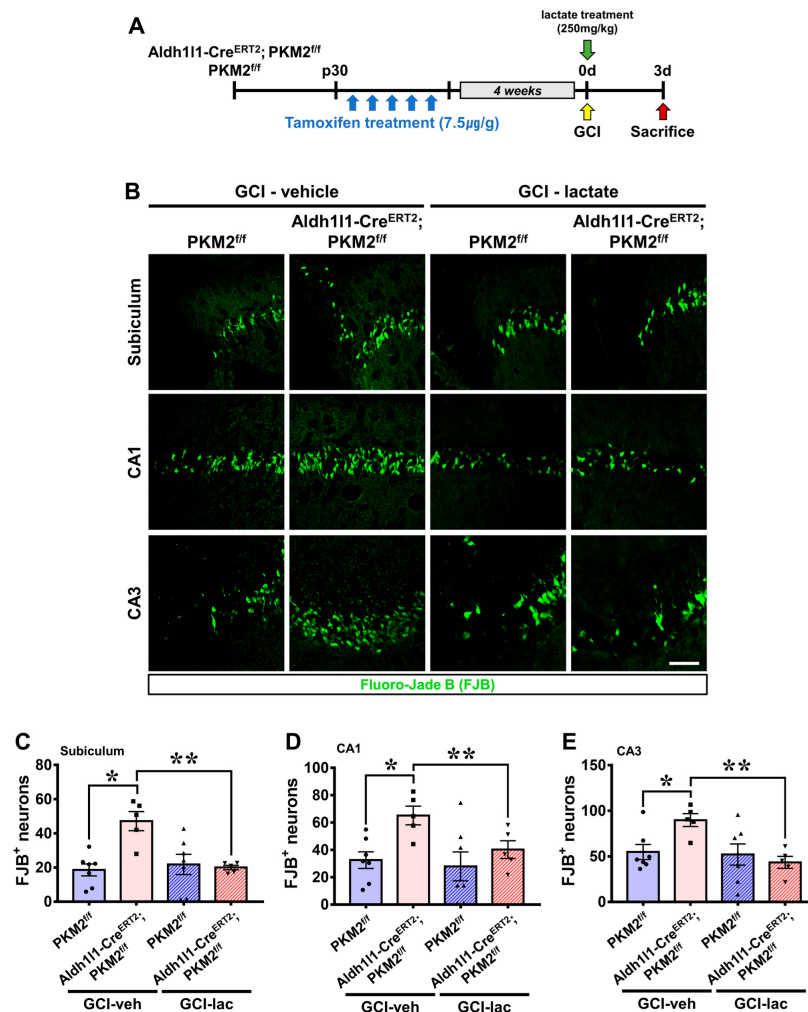 A
lactate treatment
(250mg/kg)
Aldh1l1-CreERT2; PKM2f/f
PKM2f/f
p30
0d
3d
4 weeks
Tamoxifen treatment (7.5㎍/g)
GCI
Sacrifice
B
GCI - vehicle
GCI - lactate
PKM2f/f
Aldh1l1-CreERT2;
PKM2f/f
PKM2f/f
Aldh1l1-CreERT2;
PKM2f/f
Subiculum
CA1
CA3
Fluoro-Jade B (FJB)
C
Subiculum
FJB+ neurons
80
60
40
20
0
*
**
PKM2f/f
Aldh1l1-CreERT2;
PKM2f/f
PKM2f/f
Aldh1l1-CreERT2;
PKM2f/f
GCI-veh
GCI-lac
D
CA1
FJB+ neurons
100
80
60
40
20
0
*
**
PKM2f/f
Aldh1l1-CreERT2;
PKM2f/f
PKM2f/f
Aldh1l1-CreERT2;
PKM2f/f
GCI-veh
GCI-lac
E
CA3
FJB+ neurons
150
100
50
0
*
**
PKM2f/f
Aldh1l1-CreERT2;
PKM2f/f
PKM2f/f
Aldh1l1-CreERT2;
PKM2f/f
GCI-veh
GCI-lac